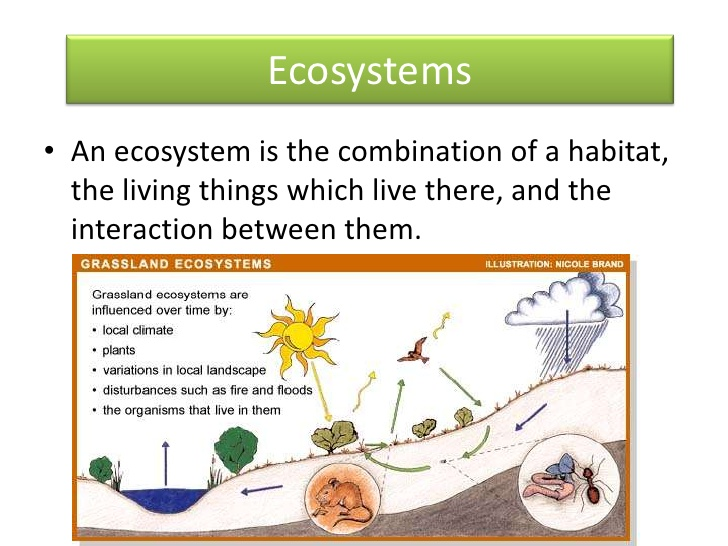 Ecosystems
• An ecosystem is the combination of a habitat,
the living things which live there, and the
interaction between them.
GRASSLAND ECOSYSTEMS
ILLUSTRATION: NICOLE BRAND
Grassland ecosystems are
influenced over time by:
• local climate
• plants
• variations in local landscape
• disturbances such as fire and floods
• the organisms that live in them